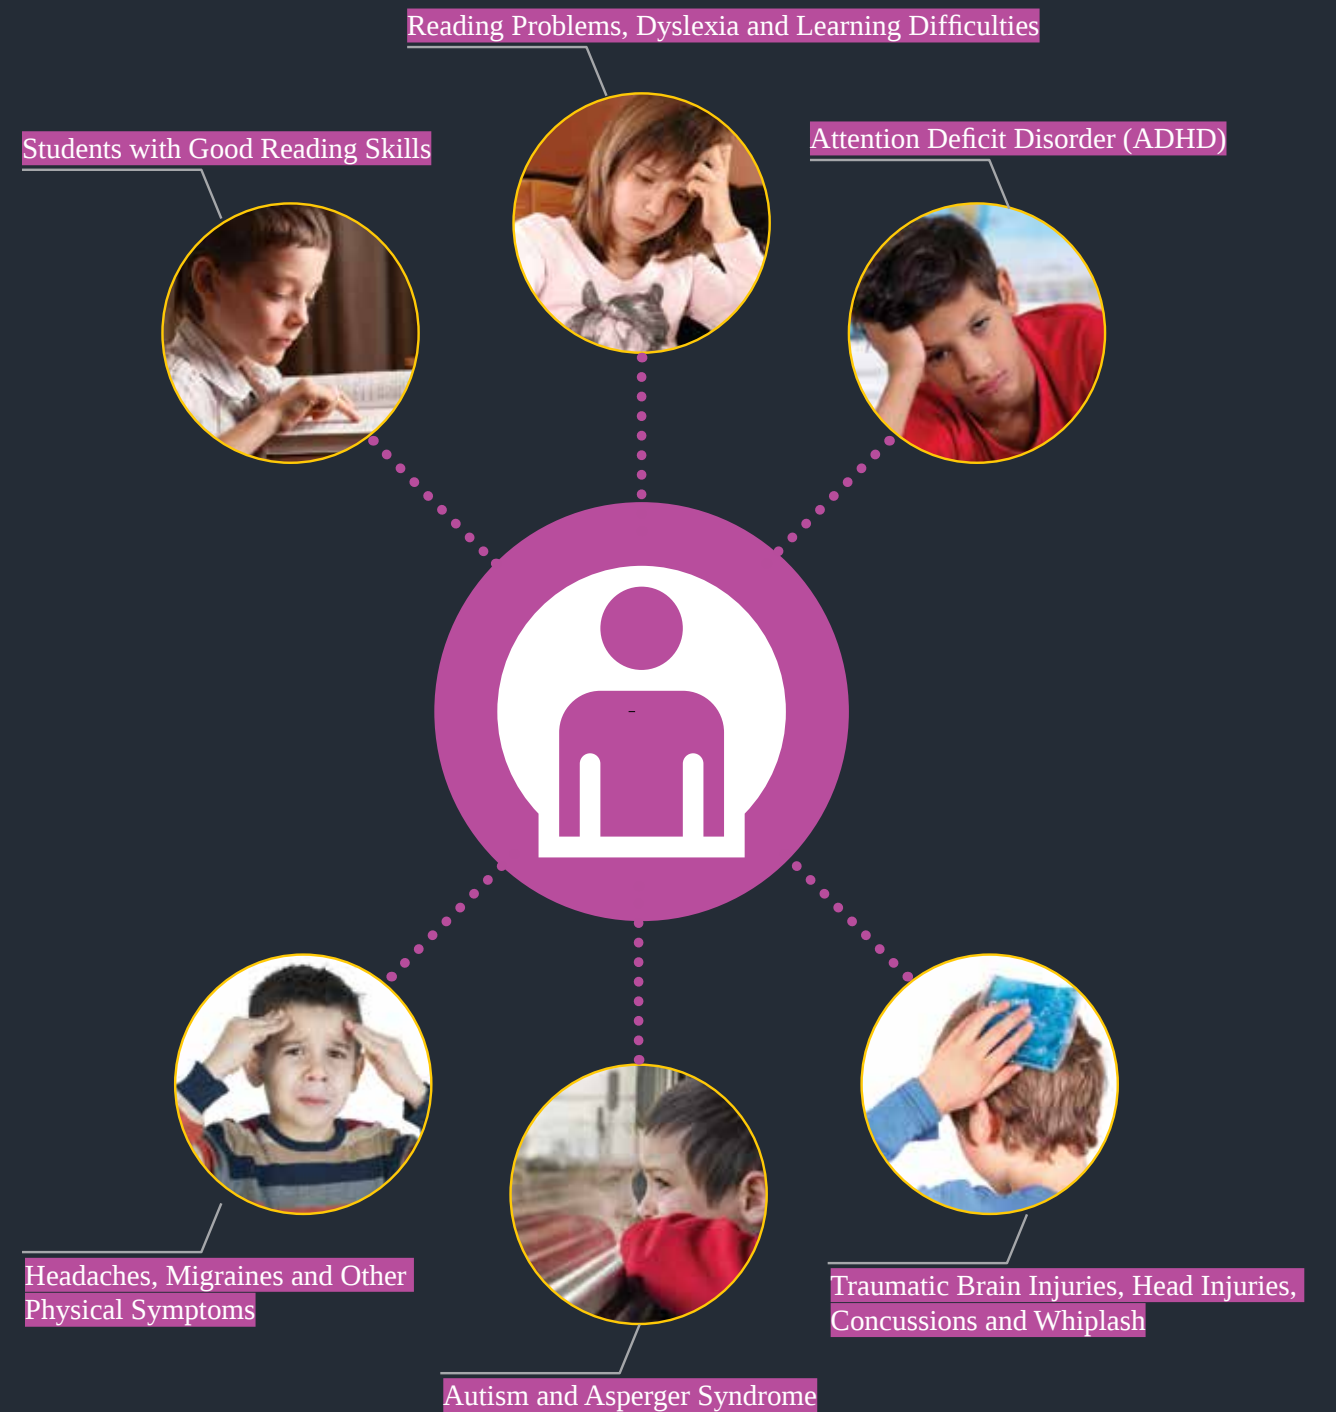 Reading Problems, Dyslexia and Learning Difficulties
Students with Good Reading Skills
Attention Deficit Disorder (ADHD)
Headaches, Migraines and Other
Physical Symptoms
Traumatic Brain Injuries, Head Injuries,
Concussions and Whiplash
Autism and Asperger Syndrome